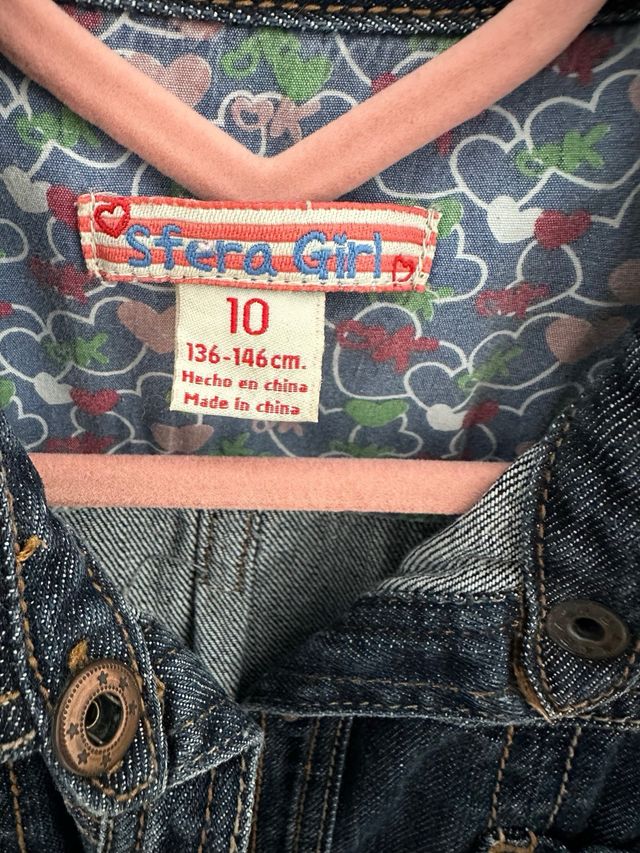 Sfera Girl
10
136-146cm.
Hecho en china
Made in china